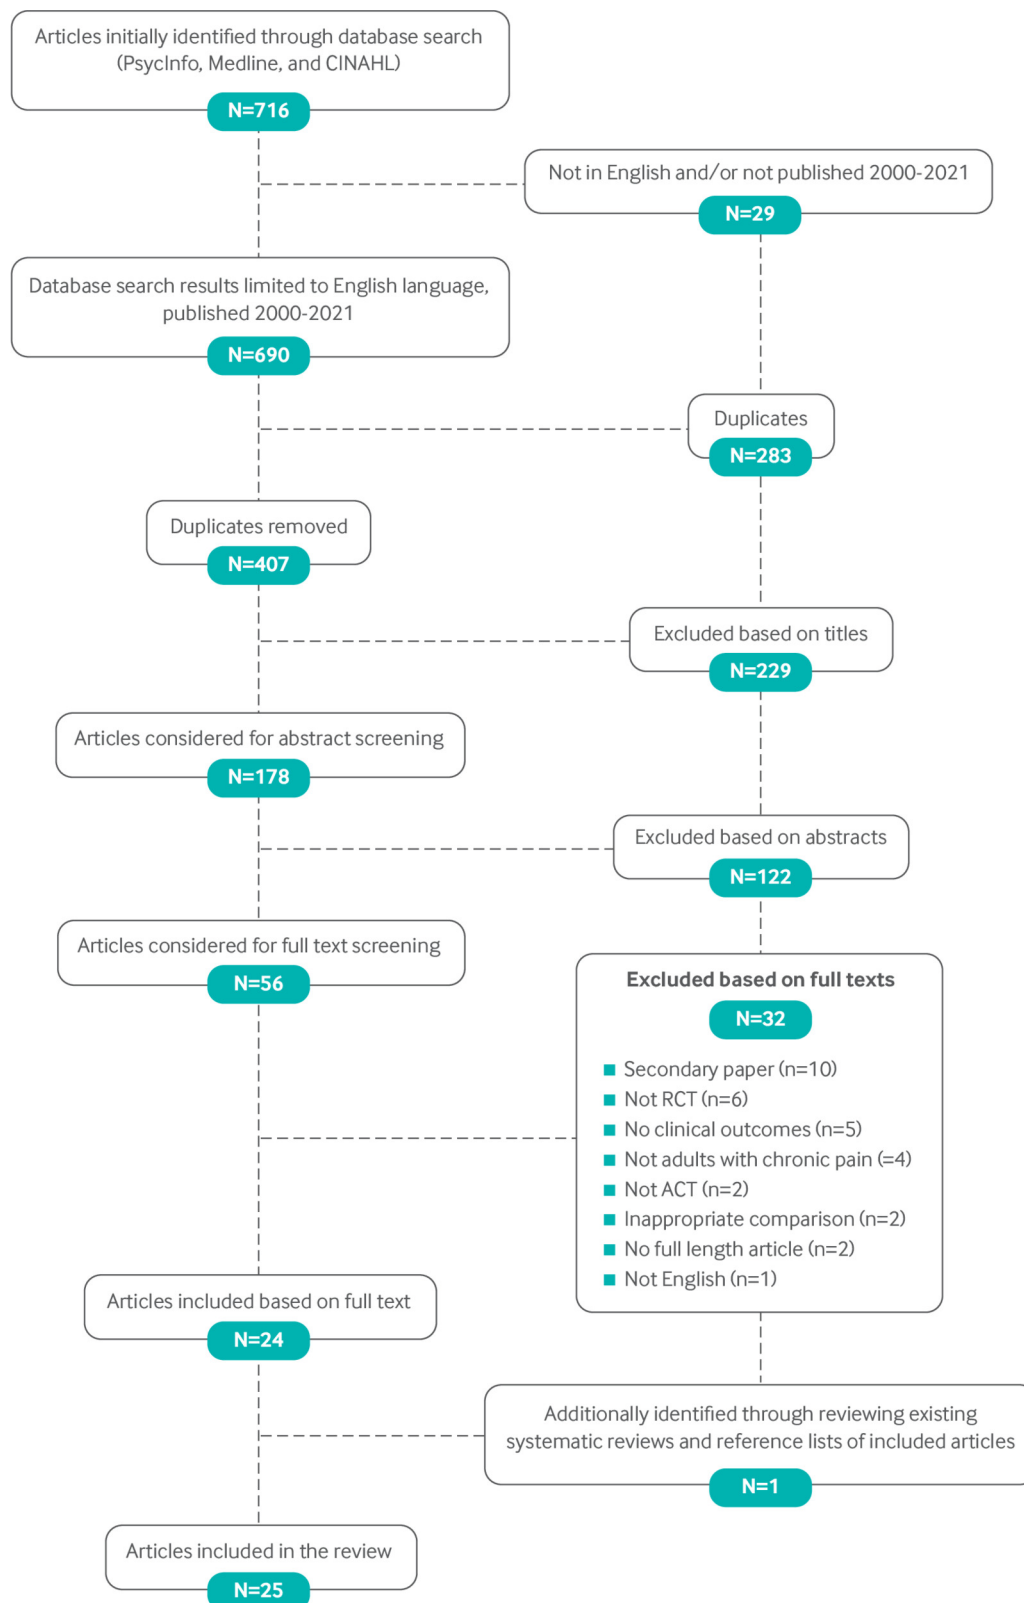 Articles initially identified through database search
(PsycInfo, Medline, and CINAHL)
N=716
Not in English and/or not published 2000-2021
N=29
Database search results limited to English language,
published 2000-2021
N=690
Duplicates
N=283
Duplicates removed
N=407
Excluded based on titles
N=229
Articles considered for abstract screening
N=178
Excluded based on abstracts
N=122
Articles considered for full text screening
N=56
Excluded based on full texts
N=32
Secondary paper (n=10)
Not RCT (n=6)
No clinical outcomes (n=5)
Not adults with chronic pain (=4)
Not ACT (n=2)
Inappropriate comparison (n=2)
No full length article (n=2)
Not English (n=1)
Articles included based on full text
N=24
Additionally identified through reviewing existing
systematic reviews and reference lists of included articles
N=1
Articles included in the review
N=25